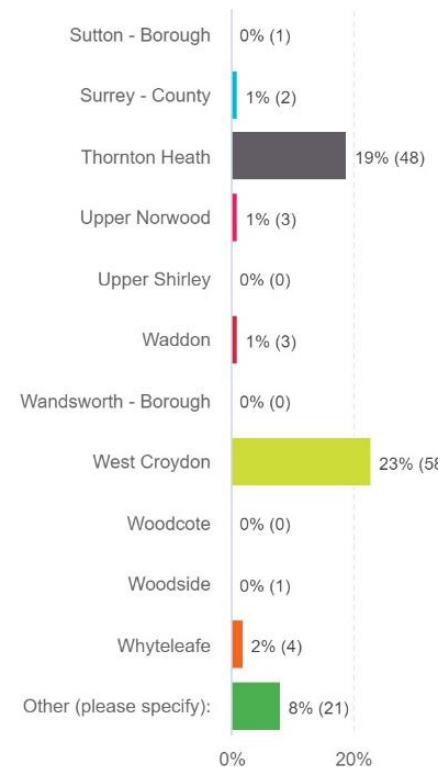 Sutton - Borough 0% (1)
Surrey - County 1% (2)
Thornton Heath 19% (48)
Upper Norwood 1% (3)
Upper Shirley 0% (0)
Waddon 1% (3)
Wandsworth - Borough 0% (0)
West Croydon 23% (58
Woodcote 0% (0)
Woodside 0% (1)
Whyteleafe 2% (4)
Other (please specify): 8% (21)
0% 20%